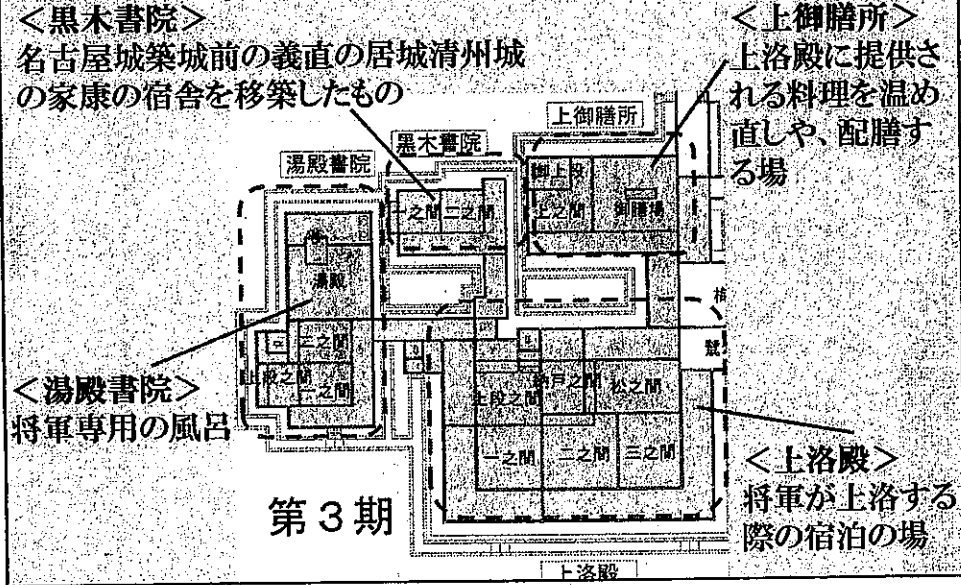 ＜黒木書院＞
名古屋城築城前の義直の居城清州城
の家康の宿舎を移築したもの
＜上御膳所＞
上洛殿に提供さ
れる料理を温め
直しや、配膳す
る場
上御膳所
黒木書院
湯殿書院
御上段
上之間
御膳場
一之間
二之間
湯殿
二之間
上段之間
一之間
上段之間
納戸之間
松之間
一之間
二之間
三之間
鷺
＜湯殿書院＞
将軍専用の風呂
＜上洛殿＞
将軍が上洛する
際の宿泊の場
第3期
上洛殿